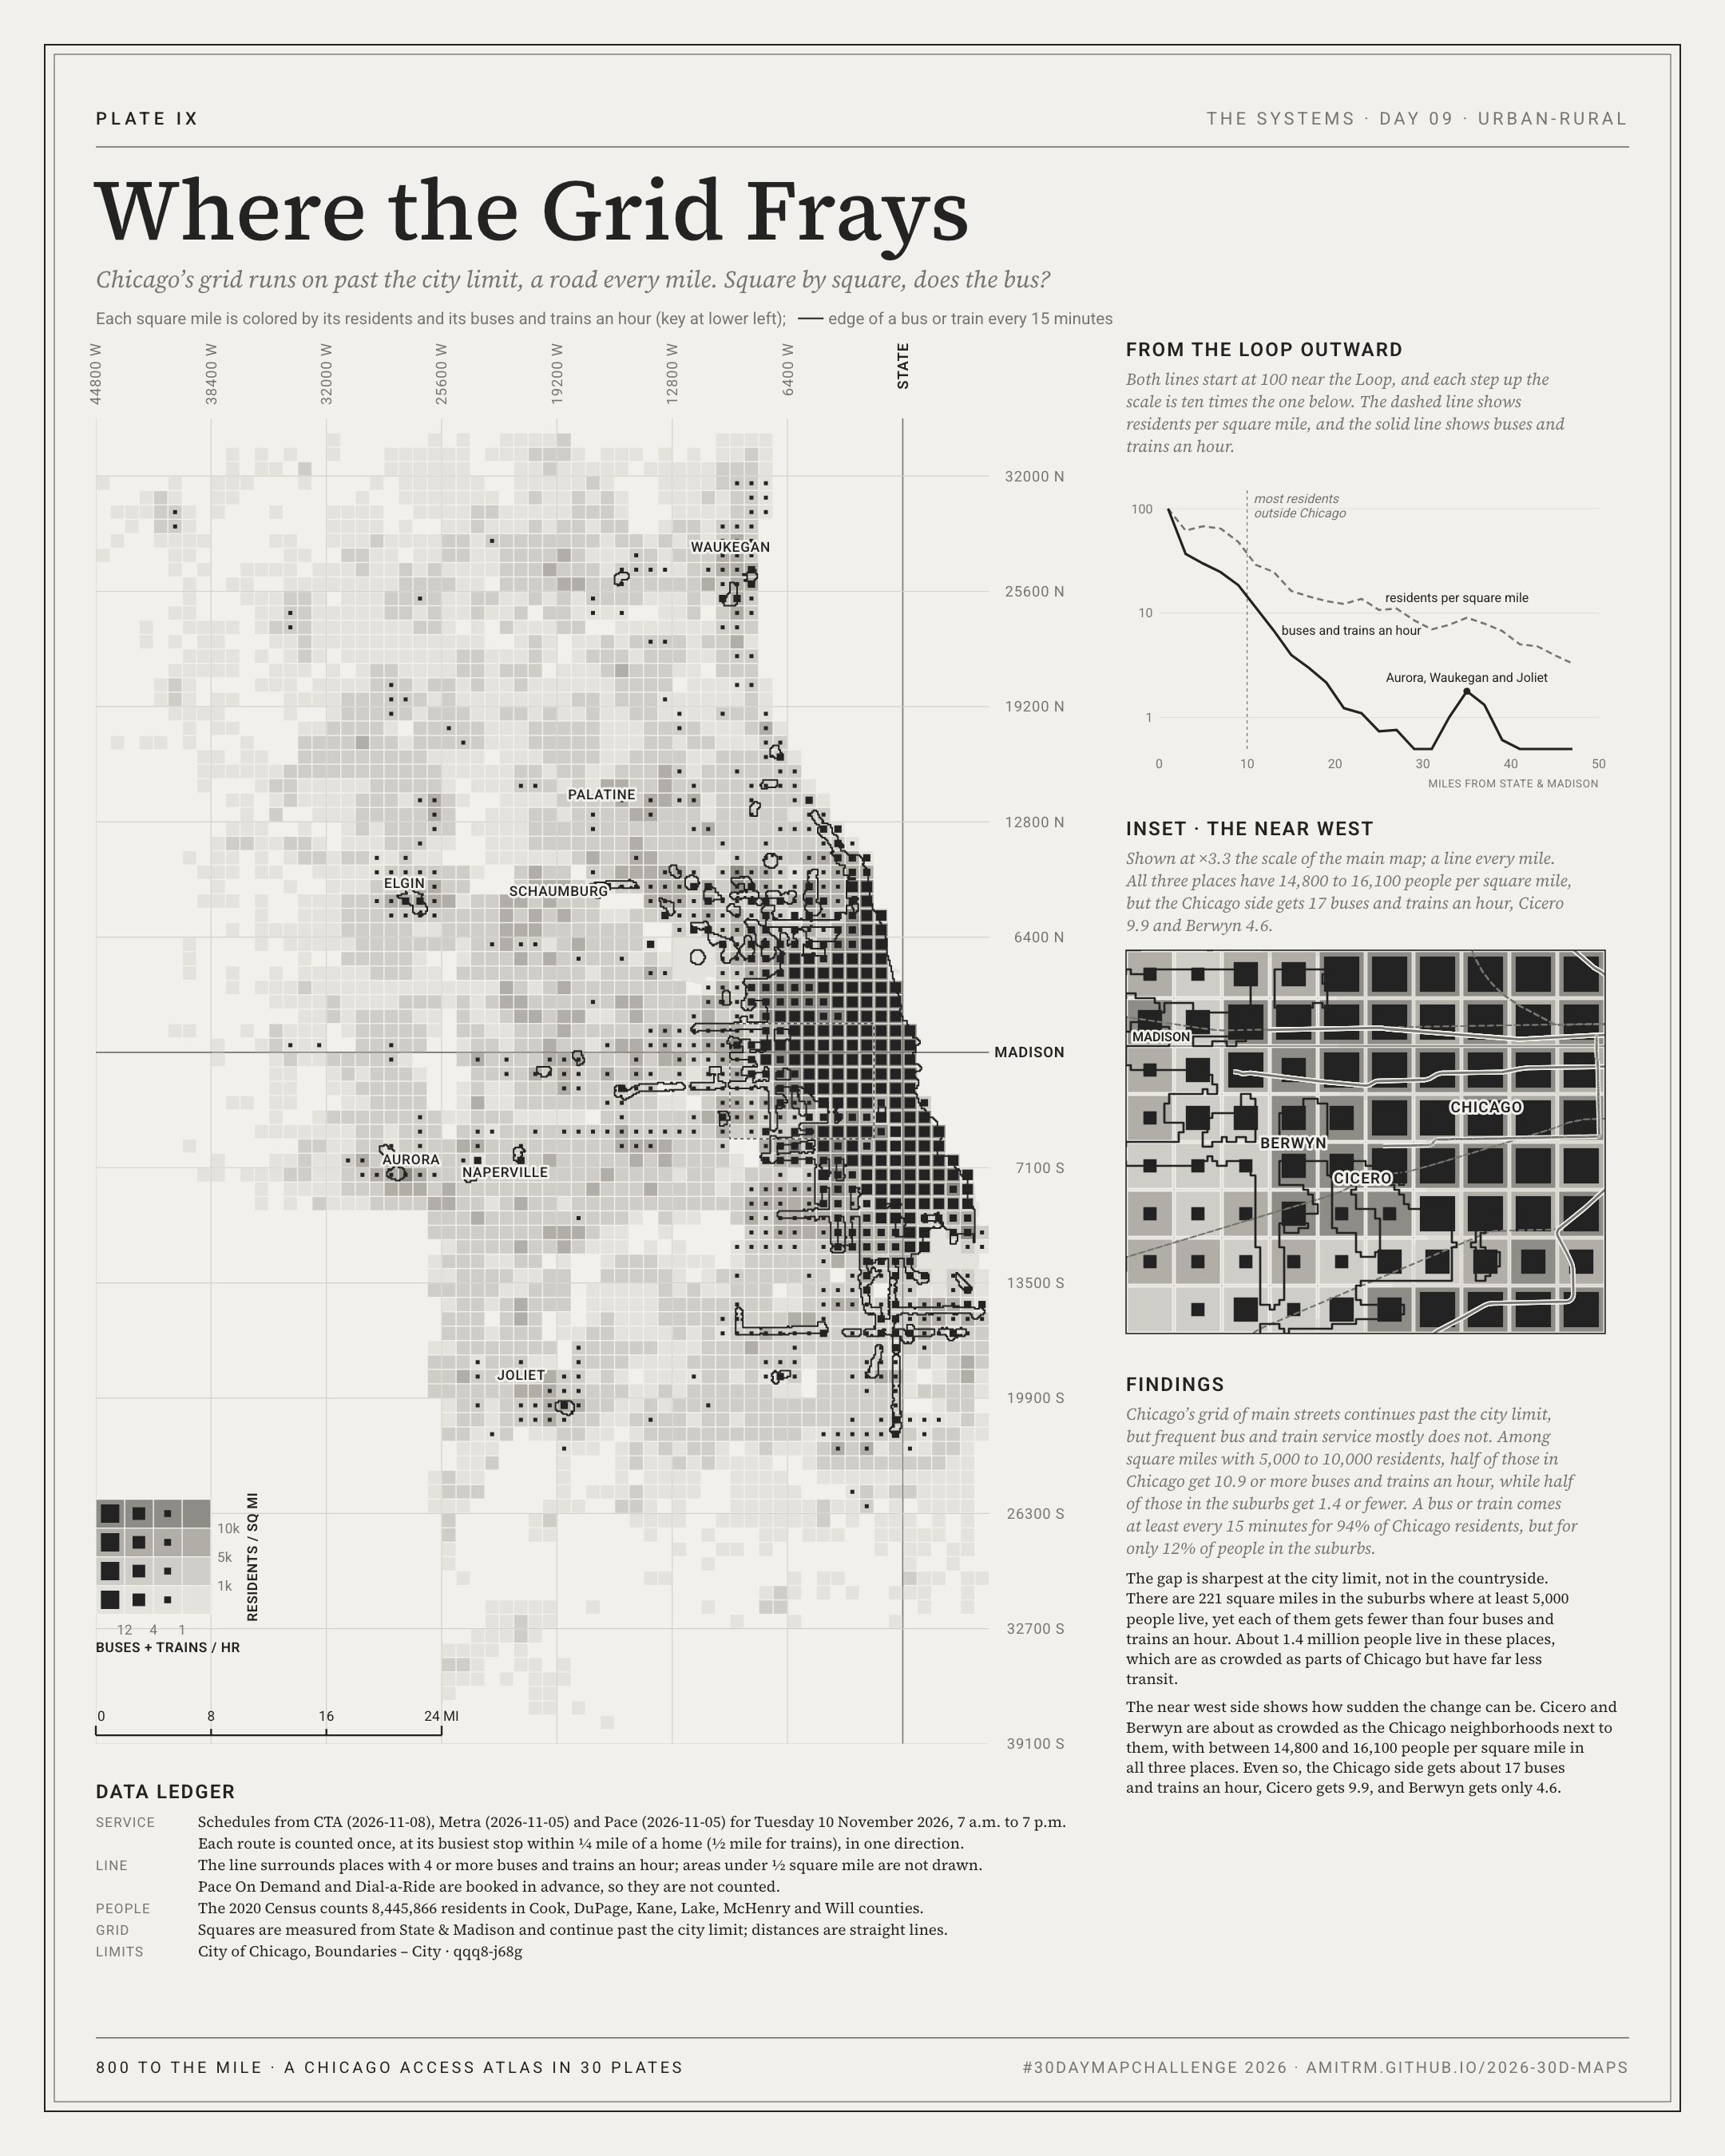 PLATE IX
THE SYSTEMS · DAY 09 · URBAN-RURAL
Where the Grid Frays
Chicago’s grid runs on past the city limit, a road every mile. Square by square, does the bus?
Each square mile is colored by its residents and its buses and trains an hour (key at lower left); edge of a bus or train every 15 minutes
44800 W
38400 W
32000 W
25600 W
19200 W
12800 W
6400 W
STATE
32000 N
WAUKEGAN
25600 N
19200 N
PALATINE
12800 N
ELGIN
SCHAUMBURG
6400 N
MADISON
AURORA
NAPERVILLE
7100 S
13500 S
JOLIET
19900 S
26300 S
32700 S
39100 S
10k
5k
1k
RESIDENTS / SQ MI
12 4 1
BUSES + TRAINS / HR
0 8 16 24 MI
FROM THE LOOP OUTWARD
Both lines start at 100 near the Loop, and each step up the
scale is ten times the one below. The dashed line shows
residents per square mile, and the solid line shows buses and
trains an hour.
most residents
outside Chicago
100
10
1
residents per square mile
buses and trains an hour
Aurora, Waukegan and Joliet
0 10 20 30 40 50
MILES FROM STATE & MADISON
INSET · THE NEAR WEST
Shown at ×3.3 the scale of the main map; a line every mile.
All three places have 14,800 to 16,100 people per square mile,
but the Chicago side gets 17 buses and trains an hour, Cicero
9.9 and Berwyn 4.6.
MADISON
CHICAGO
BERWYN
CICERO
FINDINGS
Chicago’s grid of main streets continues past the city limit,
but frequent bus and train service mostly does not. Among
square miles with 5,000 to 10,000 residents, half of those in
Chicago get 10.9 or more buses and trains an hour, while half
of those in the suburbs get 1.4 or fewer. A bus or train comes
at least every 15 minutes for 94% of Chicago residents, but for
only 12% of people in the suburbs.
The gap is sharpest at the city limit, not in the countryside.
There are 221 square miles in the suburbs where at least 5,000
people live, yet each of them gets fewer than four buses and
trains an hour. About 1.4 million people live in these places,
which are as crowded as parts of Chicago but have far less
transit.
The near west side shows how sudden the change can be. Cicero and
Berwyn are about as crowded as the Chicago neighborhoods next to
them, with between 14,800 and 16,100 people per square mile in
all three places. Even so, the Chicago side gets about 17 buses
and trains an hour, Cicero gets 9.9, and Berwyn gets only 4.6.
DATA LEDGER
SERVICE Schedules from CTA (2026-11-08), Metra (2026-11-05) and Pace (2026-11-05) for Tuesday 10 November 2026, 7 a.m. to 7 p.m.
Each route is counted once, at its busiest stop within ¼ mile of a home (½ mile for trains), in one direction.
LINE The line surrounds places with 4 or more buses and trains an hour; areas under ½ square mile are not drawn.
Pace On Demand and Dial-a-Ride are booked in advance, so they are not counted.
PEOPLE The 2020 Census counts 8,445,866 residents in Cook, DuPage, Kane, Lake, McHenry and Will counties.
GRID Squares are measured from State & Madison and continue past the city limit; distances are straight lines.
LIMITS City of Chicago, Boundaries – City · qqq8-j68g
800 TO THE MILE · A CHICAGO ACCESS ATLAS IN 30 PLATES
#30DAYMAPCHALLENGE 2026 · AMITRM.GITHUB.IO/2026-30D-MAPS